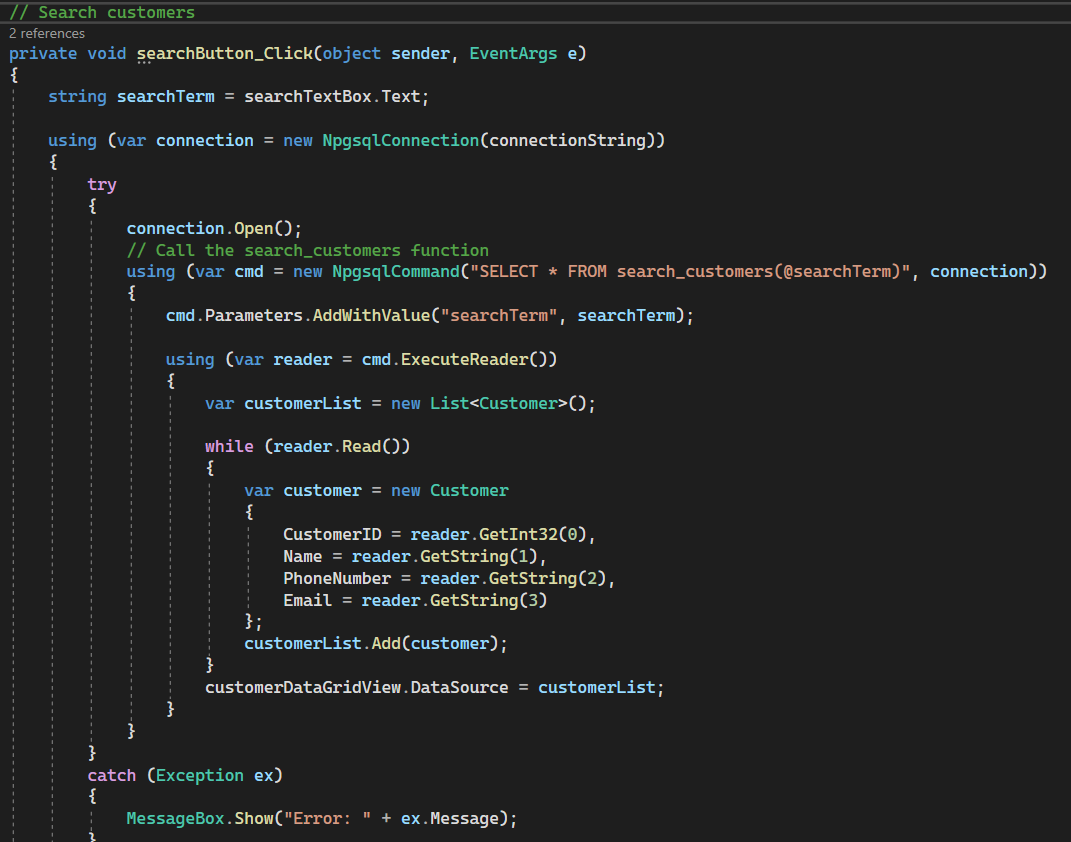 // Search customers
2 references
private void searchButton_Click(object sender, EventArgs e)
{
    string searchTerm = searchTextBox.Text;

    using (var connection = new NpgsqlConnection(connectionString))
    {
        try
        {
            connection.Open();
            // Call the search_customers function
            using (var cmd = new NpgsqlCommand("SELECT * FROM search_customers(@searchTerm)", connection))
            {
                cmd.Parameters.AddWithValue("searchTerm", searchTerm);

                using (var reader = cmd.ExecuteReader())
                {
                    var customerList = new List<Customer>();

                    while (reader.Read())
                    {
                        var customer = new Customer
                        {
                            CustomerID = reader.GetInt32(0),
                            Name = reader.GetString(1),
                            PhoneNumber = reader.GetString(2),
                            Email = reader.GetString(3)
                        };
                        customerList.Add(customer);
                    }
                    customerDataGridView.DataSource = customerList;
                }
            }
        }
        catch (Exception ex)
        {
            MessageBox.Show("Error: " + ex.Message);
        }